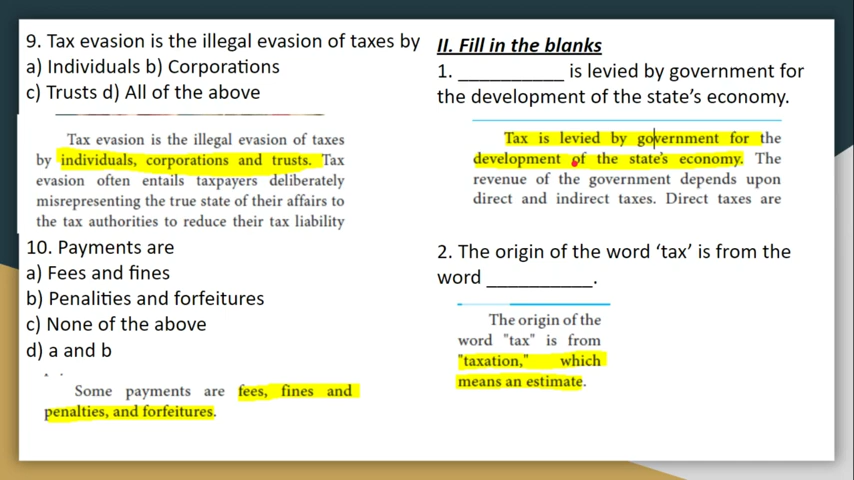 9. Tax evasion is the illegal evasion of taxes by
a) Individuals b) Corporations
c) Trusts d) All of the above
Tax evasion is the illegal evasion of taxes
by individuals, corporations and trusts. Tax
evasion often entails taxpayers deliberately
misrepresenting the true state of their affairs to
the tax authorities to reduce their tax liability
10. Payments are
a) Fees and fines
b) Penalities and forfeitures
c) None of the above
d) a and b
Some payments are fees, fines and
penalties, and forfeitures.
II. Fill in the blanks
1. __________ is levied by government for
the development of the state's economy.
Tax is levied by government for the
development of the state's economy. The
revenue of the government depends upon
direct and indirect taxes. Direct taxes are
2. The origin of the word ‘tax’ is from the
word __________.
The origin of the
word "tax" is from
"taxation," which
means an estimate.